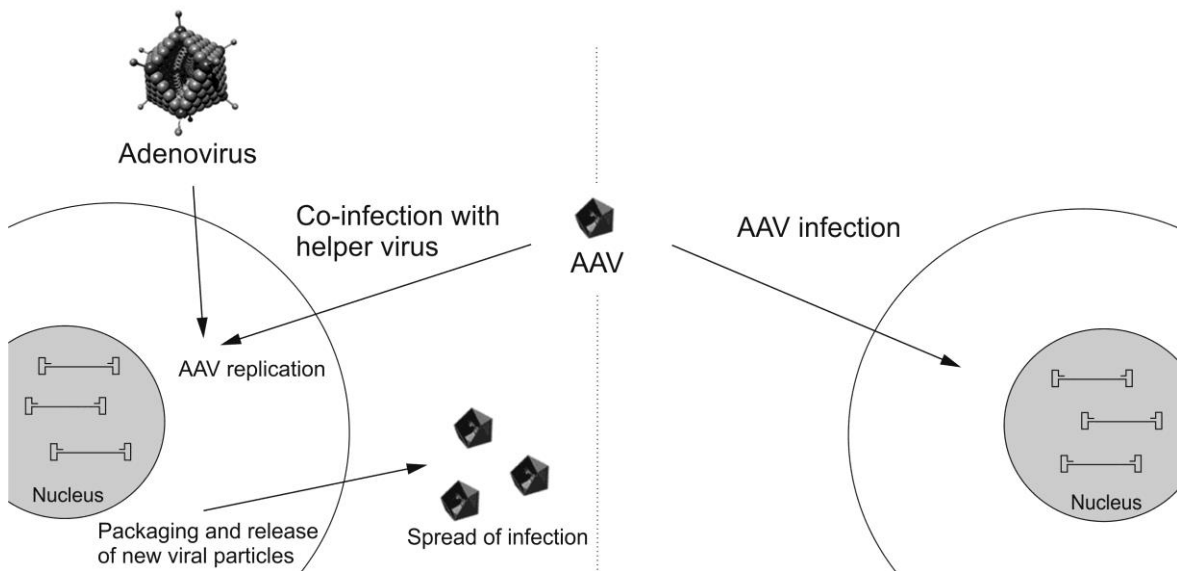 Adenovirus
Co-infection with
helper virus
AAV
AAV infection
AAV replication
Nucleus
Packaging and release
of new viral particles
Spread of infection
Nucleus